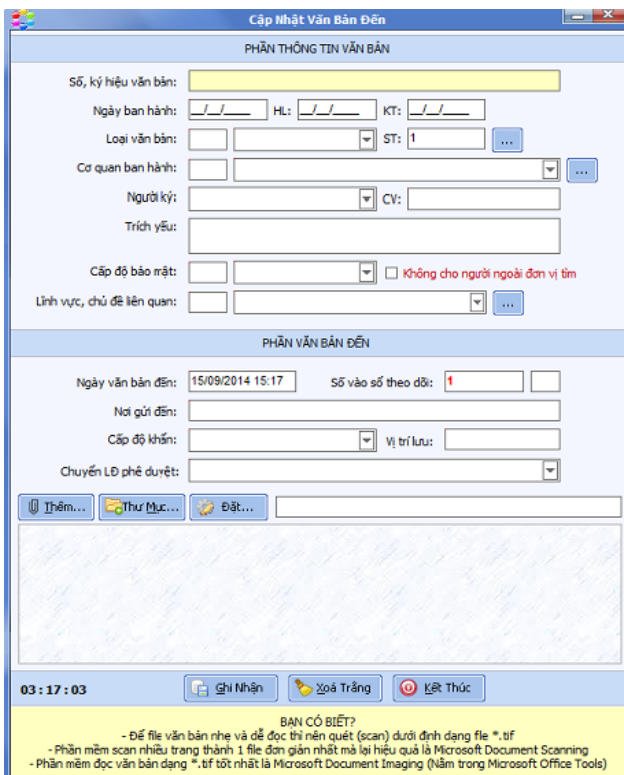 Cập Nhật Văn Bản Đến
PHẦN THÔNG TIN VĂN BẢN
Số, ký hiệu văn bản:
Ngày ban hành: __/__/____ HL: __/__/____ KT: __/__/____
Loại văn bản: ST: 1 ...
Cơ quan ban hành: ...
Người ký: CV:
Trích yếu:
Cấp độ bảo mật: Không cho người ngoài đơn vị tìm
Lĩnh vực, chủ đề liên quan: ...
PHẦN VĂN BẢN ĐẾN
Ngày văn bản đến: 15/09/2014 15:17 Số vào sổ theo dõi: 1
Nơi gửi đến:
Cấp độ khẩn: Vị trí lưu:
Chuyển LĐ phê duyệt:
Thêm... Thư Mục... Đặt...
03:17:03 Ghi Nhận Xoá Trắng Kết Thúc
BẠN CÓ BIẾT?
- Để file văn bản nhẹ và dễ đọc thì nên quét (scan) dưới định dạng fle *.tif
- Phần mềm scan nhiều trang thành 1 file đơn giản nhất mà lại hiệu quả là Microsoft Document Scanning
- Phần mềm đọc văn bản dạng *.tif tốt nhất là Microsoft Document Imaging (Nằm trong Microsoft Office Tools)